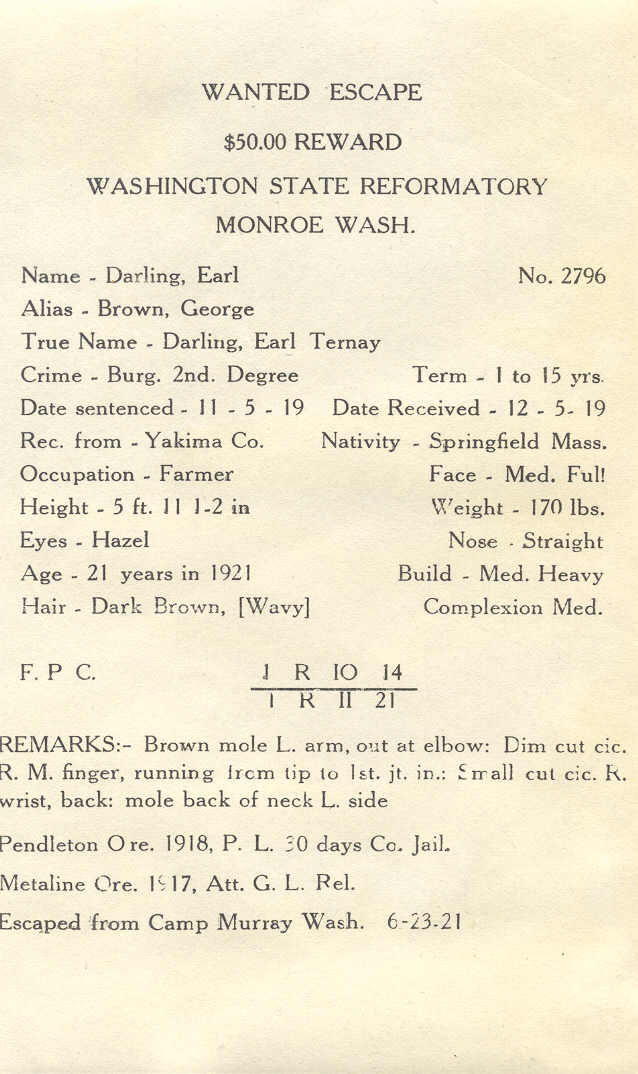 WANTED ESCAPE
$50.00 REWARD
WASHINGTON STATE REFORMATORY
MONROE WASH.
Name - Darling, Earl No. 2796
Alias - Brown, George
True Name - Darling, Earl Ternay
Crime - Burg. 2nd. Degree Term - 1 to 15 yrs.
Date sentenced - 11 - 5 - 19 Date Received - 12 - 5- 19
Rec. from - Yakima Co. Nativity - Springfield Mass.
Occupation - Farmer Face - Med. Full
Height - 5 ft. 11 1-2 in Weight - 170 lbs.
Eyes - Hazel Nose - Straight
Age - 21 years in 1921 Build - Med. Heavy
Hair - Dark Brown, [Wavy] Complexion Med.
F. P C. 1 R IO 14
1 R II 21
REMARKS:- Brown mole L. arm, out at elbow: Dim cut cic.
R. M. finger, running from tip to 1st. jt. in.: Small cut cic. R.
wrist, back: mole back of neck L. side
Pendleton Ore. 1918, P. L. 30 days Co. Jail.
Metaline Ore. 1917, Att. G. L. Rel.
Escaped from Camp Murray Wash. 6-23-21